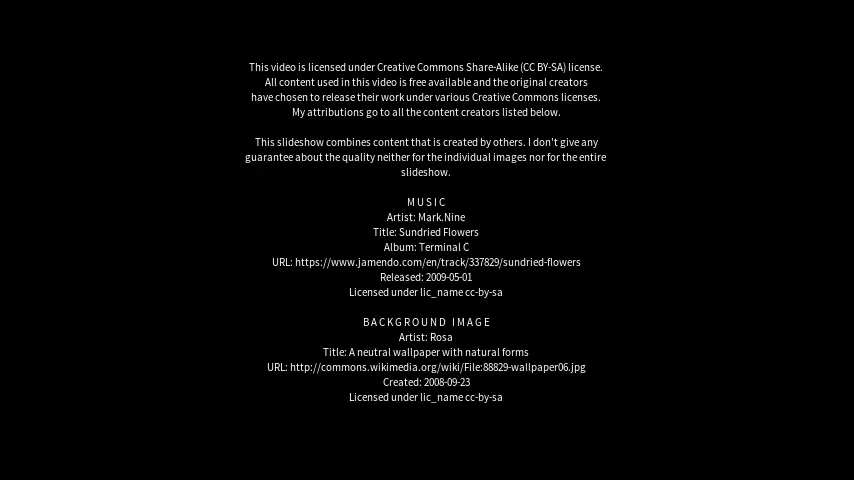 This video is licensed under Creative Commons Share-Alike (CC BY-SA) license.
All content used in this video is free available and the original creators
have chosen to release their work under various Creative Commons licenses.
My attributions go to all the content creators listed below.
This slideshow combines content that is created by others. I don't give any
guarantee about the quality neither for the individual images nor for the entire
slideshow.
MUSIC
Artist: Mark.Nine
Title: Sundried Flowers
Album: Terminal C
URL: https://www.jamendo.com/en/track/337829/sundried-flowers
Released: 2009-05-01
Licensed under lic_name cc-by-sa
BACKGROUND IMAGE
Artist: Rosa
Title: A neutral wallpaper with natural forms
URL: http://commons.wikimedia.org/wiki/File:88829-wallpaper06.jpg
Created: 2008-09-23
Licensed under lic_name cc-by-sa